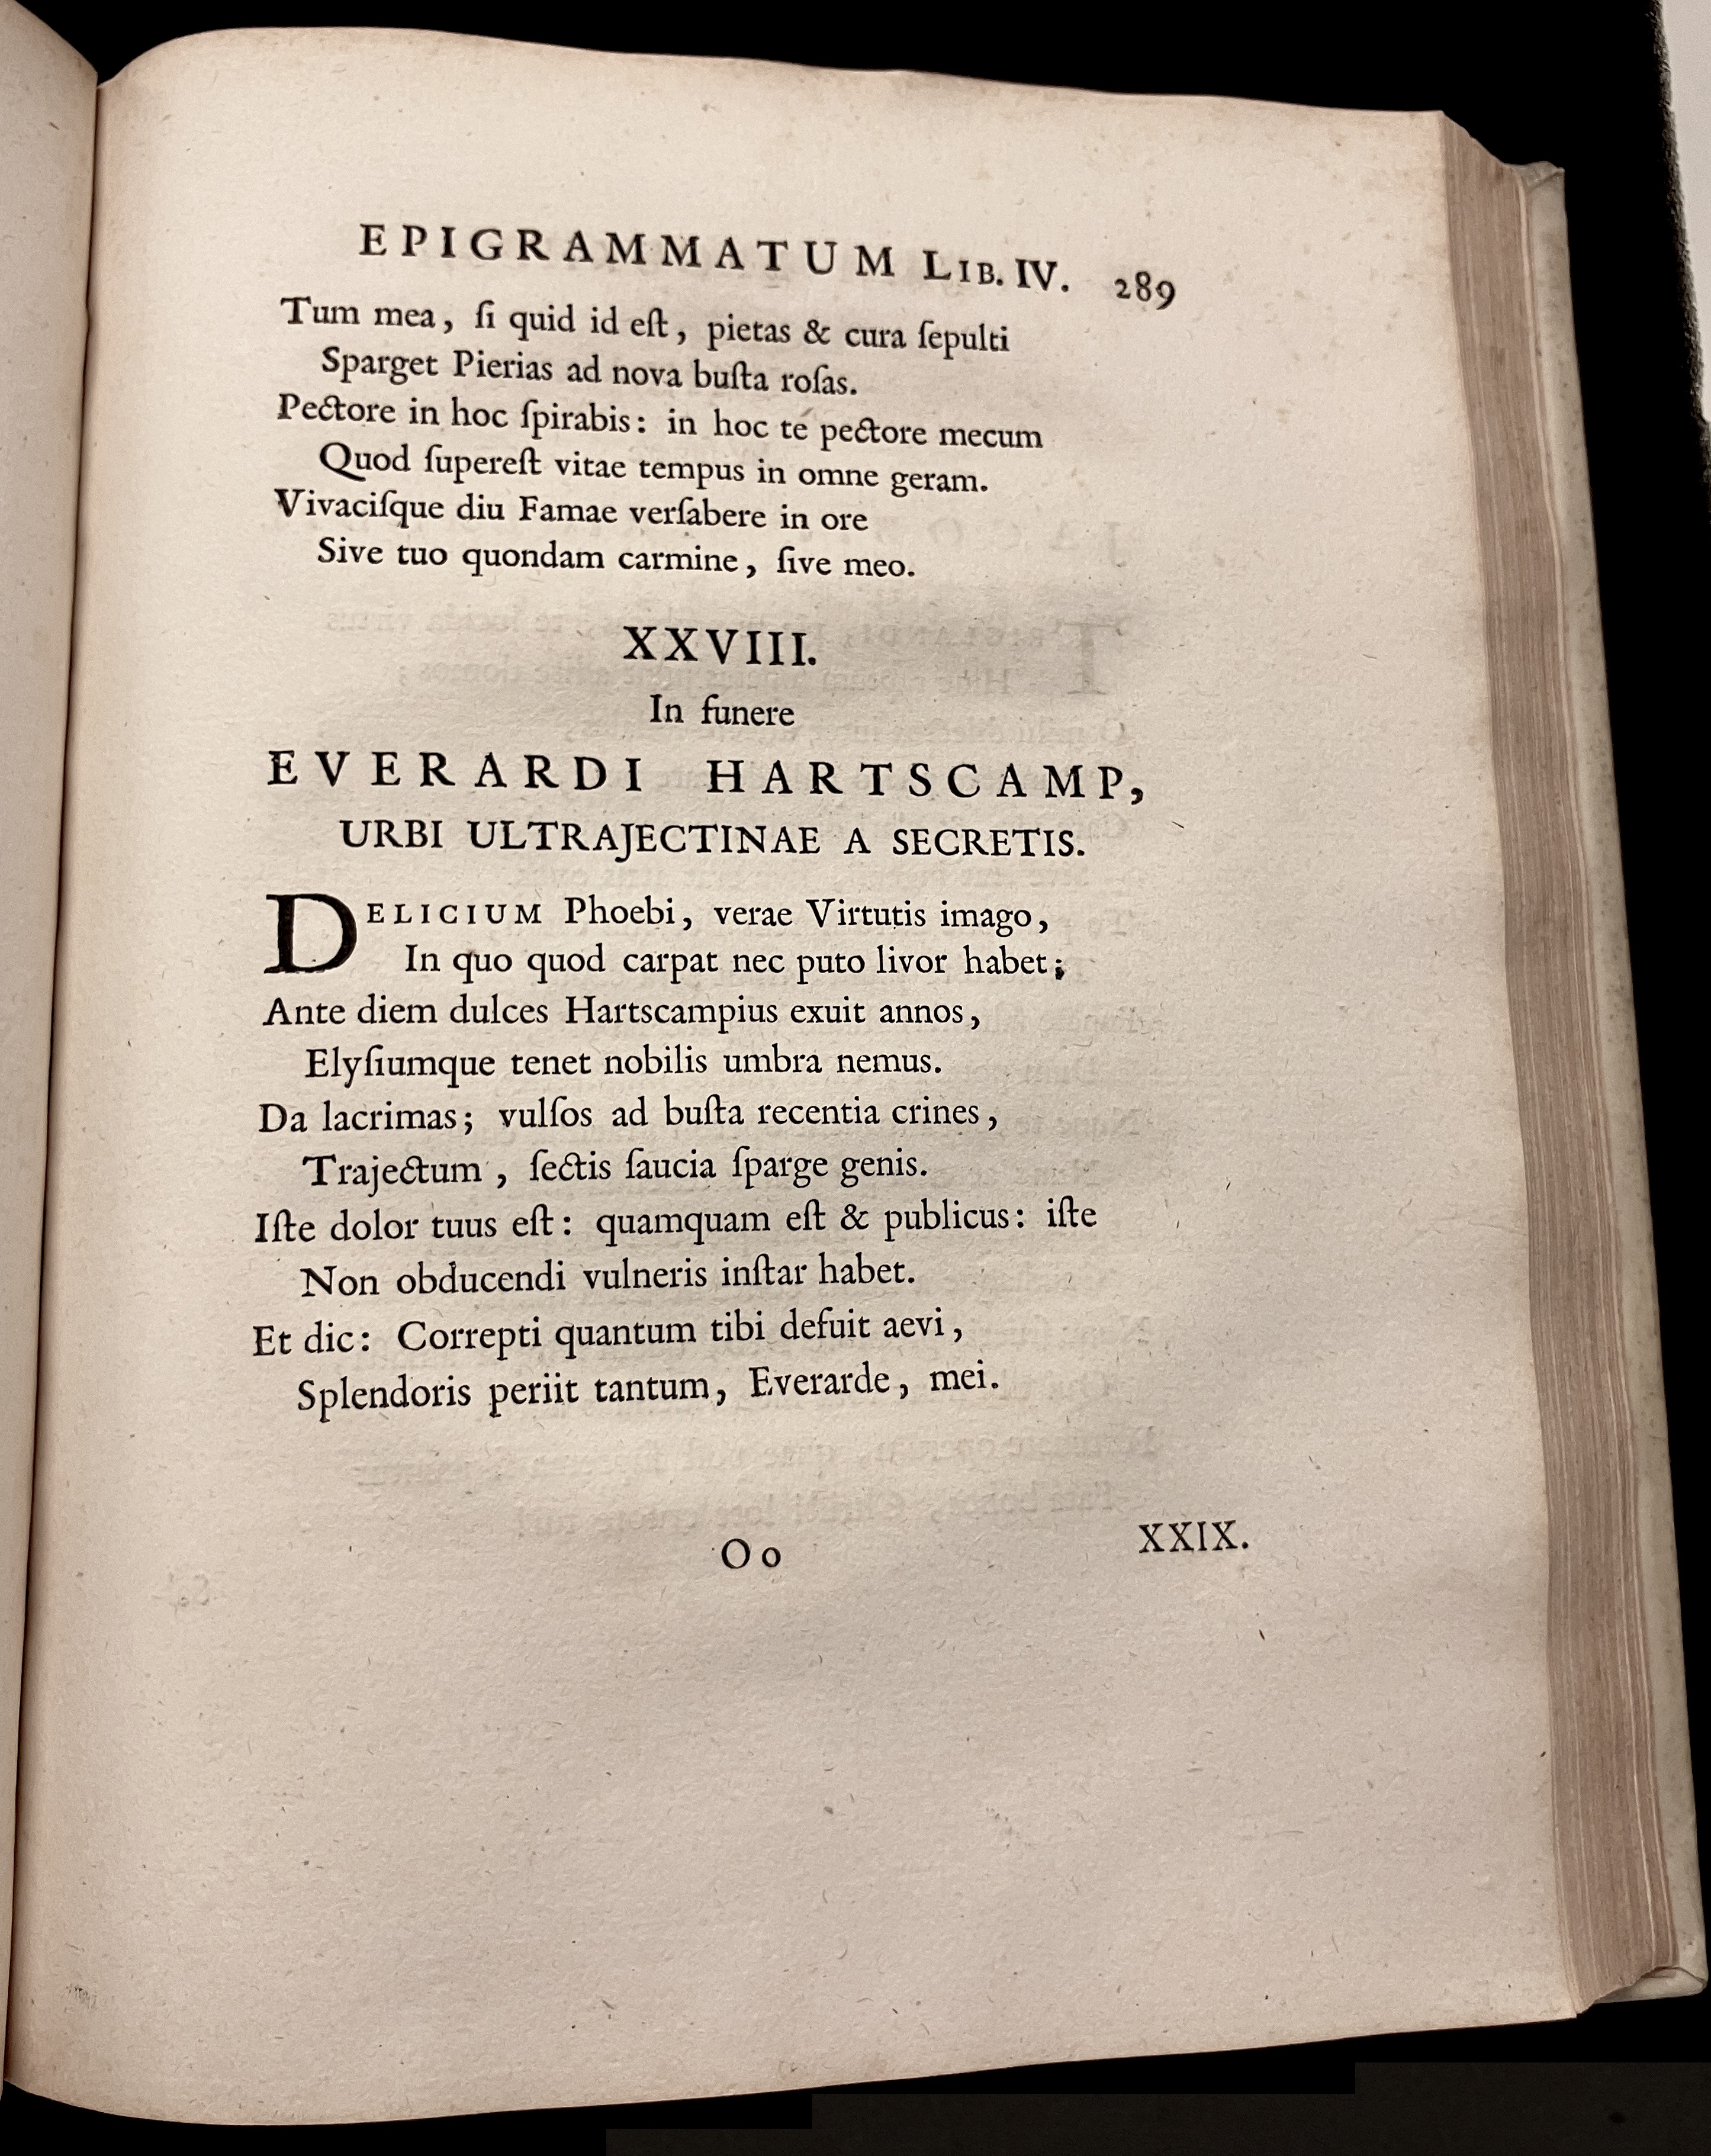 EPIGRAMMATUM LIB. IV. 289
Tum mea, ſi quid id eſt, pietas & cura ſepulti
Sparget Pierias ad nova buſta roſas.
Pectore in hoc ſpirabis: in hoc te pectore mecum
Quod ſupereſt vitae tempus in omne geram.
Vivaciſque diu Famae verſabere in ore
Sive tuo quondam carmine, ſive meo.
XXVIII.
In funere
EVERARDI HARTSCAMP,
URBI ULTRAJECTINAE A SECRETIS.
DELICIUM Phoebi, verae Virtutis imago,
In quo quod carpat nec puto livor habet;
Ante diem dulces Hartscampius exuit annos,
Elyſiumque tenet nobilis umbra nemus.
Da lacrimas; vulſos ad buſta recentia crines,
Trajectum, ſectis ſaucia ſparge genis.
Iſte dolor tuus eſt: quamquam eſt & publicus: iſte
Non obducendi vulneris inſtar habet.
Et dic: Correpti quantum tibi defuit aevi,
Splendoris periit tantum, Everarde, mei.
Oo XXIX.